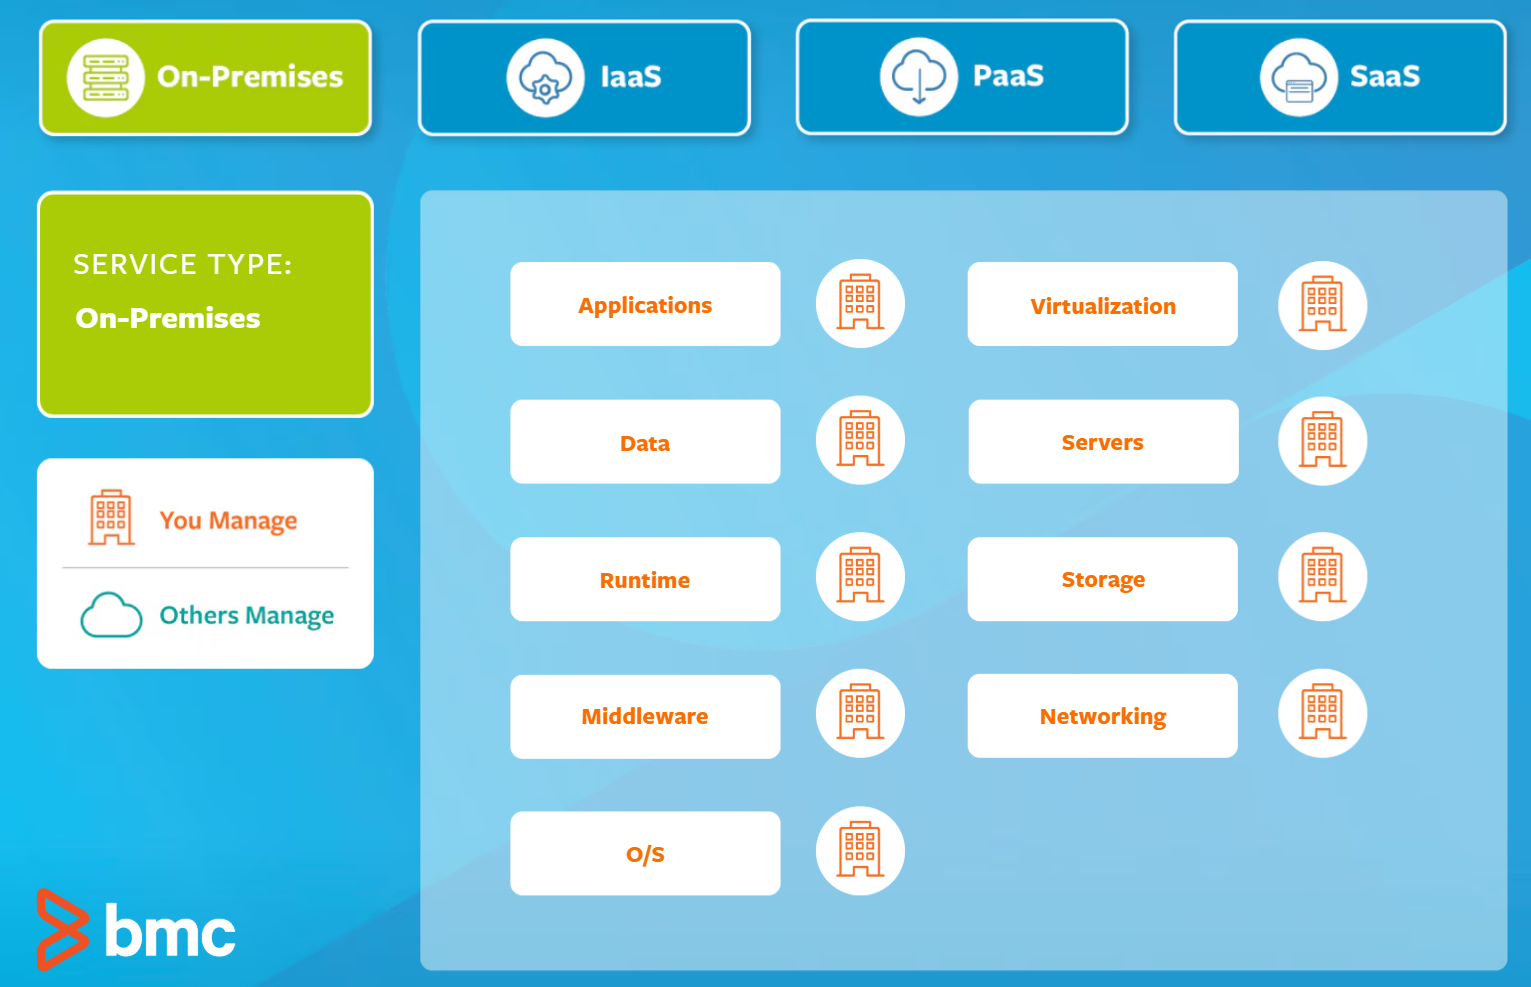 On-Premises
IaaS
PaaS
SaaS
SERVICE TYPE:
On-Premises
You Manage
Others Manage
Applications
Virtualization
Data
Servers
Runtime
Storage
Middleware
Networking
O/S
bmc